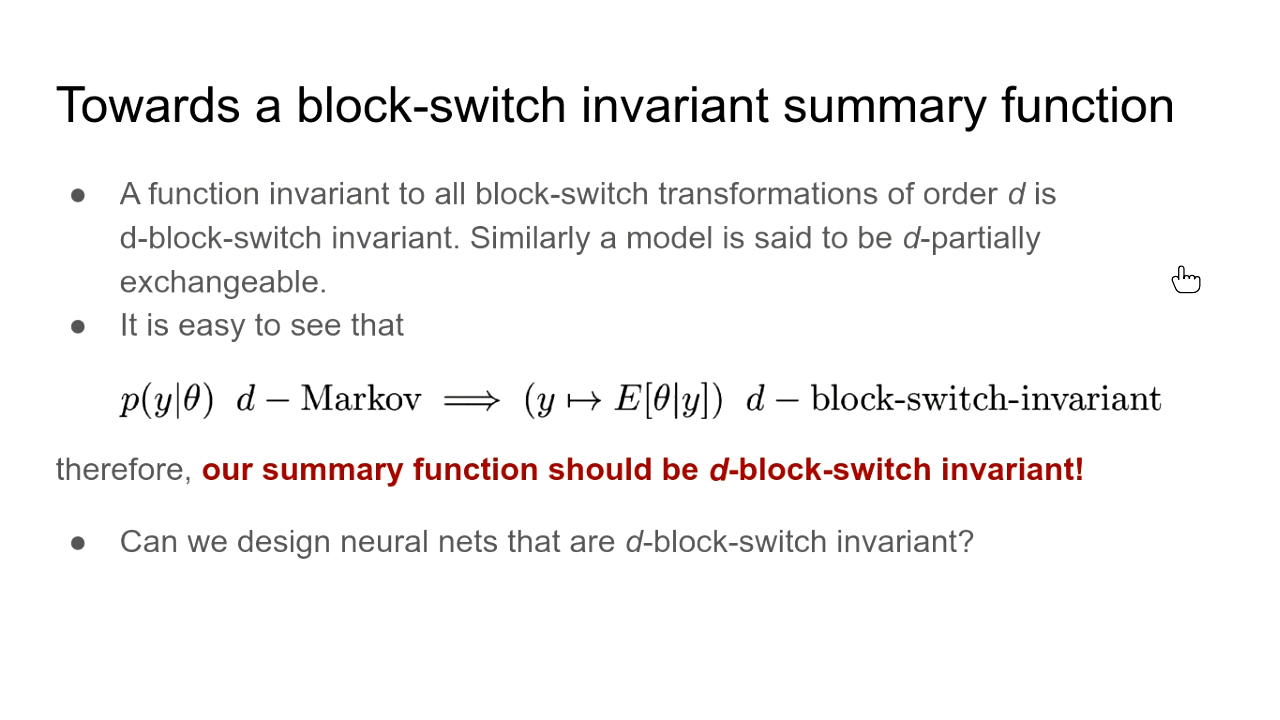 Towards a block-switch invariant summary function
● A function invariant to all block-switch transformations of order d is
d-block-switch invariant. Similarly a model is said to be d-partially
exchangeable.
● It is easy to see that
p(y|θ) d − Markov ⟹ (y ↦ E[θ|y]) d − block-switch-invariant
therefore, our summary function should be d-block-switch invariant!
● Can we design neural nets that are d-block-switch invariant?